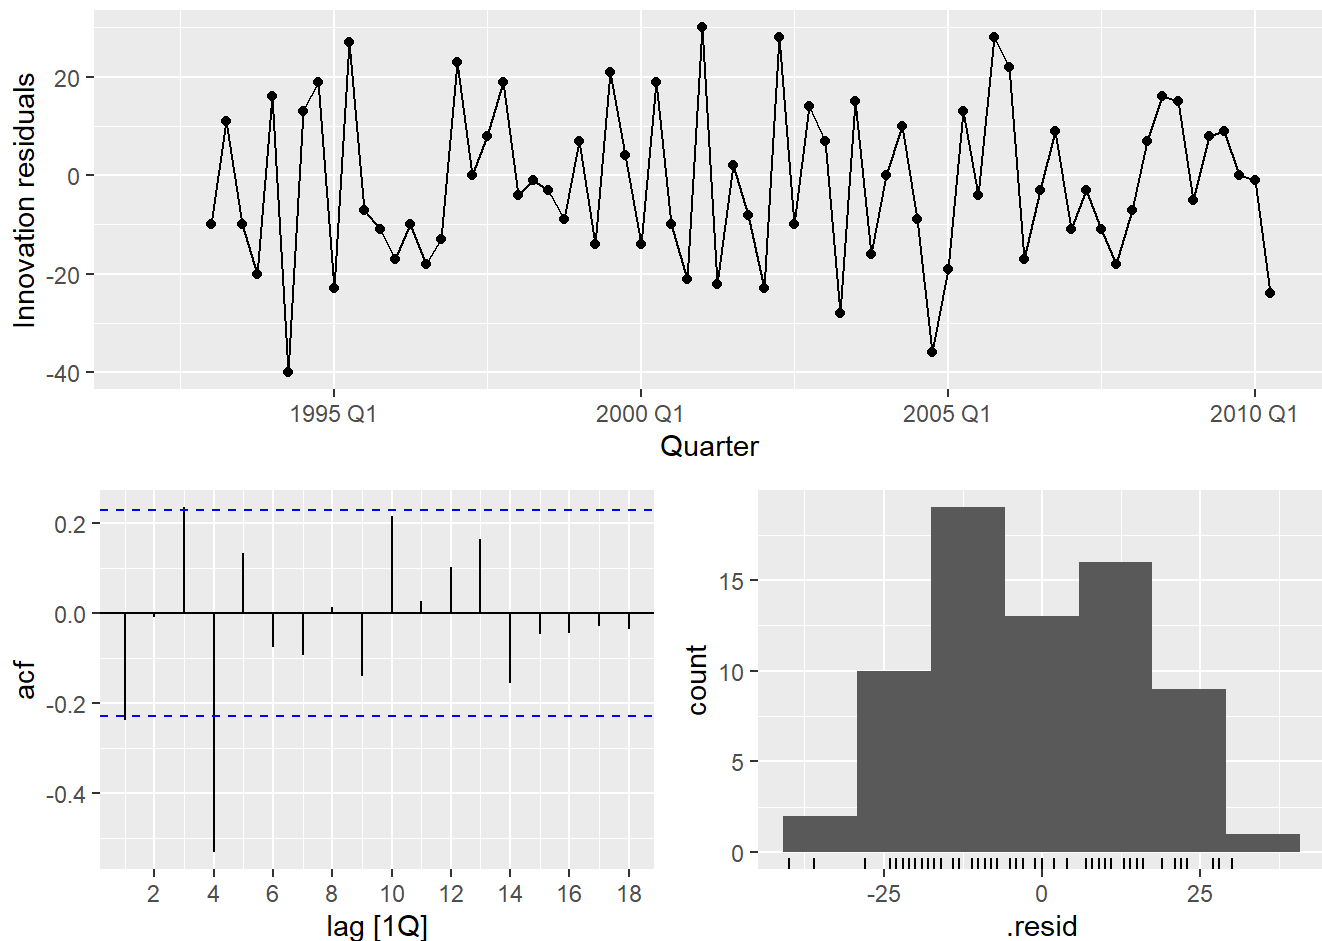 Innovation residuals
20
0
-20
-40
1995 Q1 2000 Q1 2005 Q1 2010 Q1
Quarter
acf
0.2
0.0
-0.2
-0.4
2 4 6 8 10 12 14 16 18
lag [1Q]
count
15
10
5
0
-25 0 25
.resid